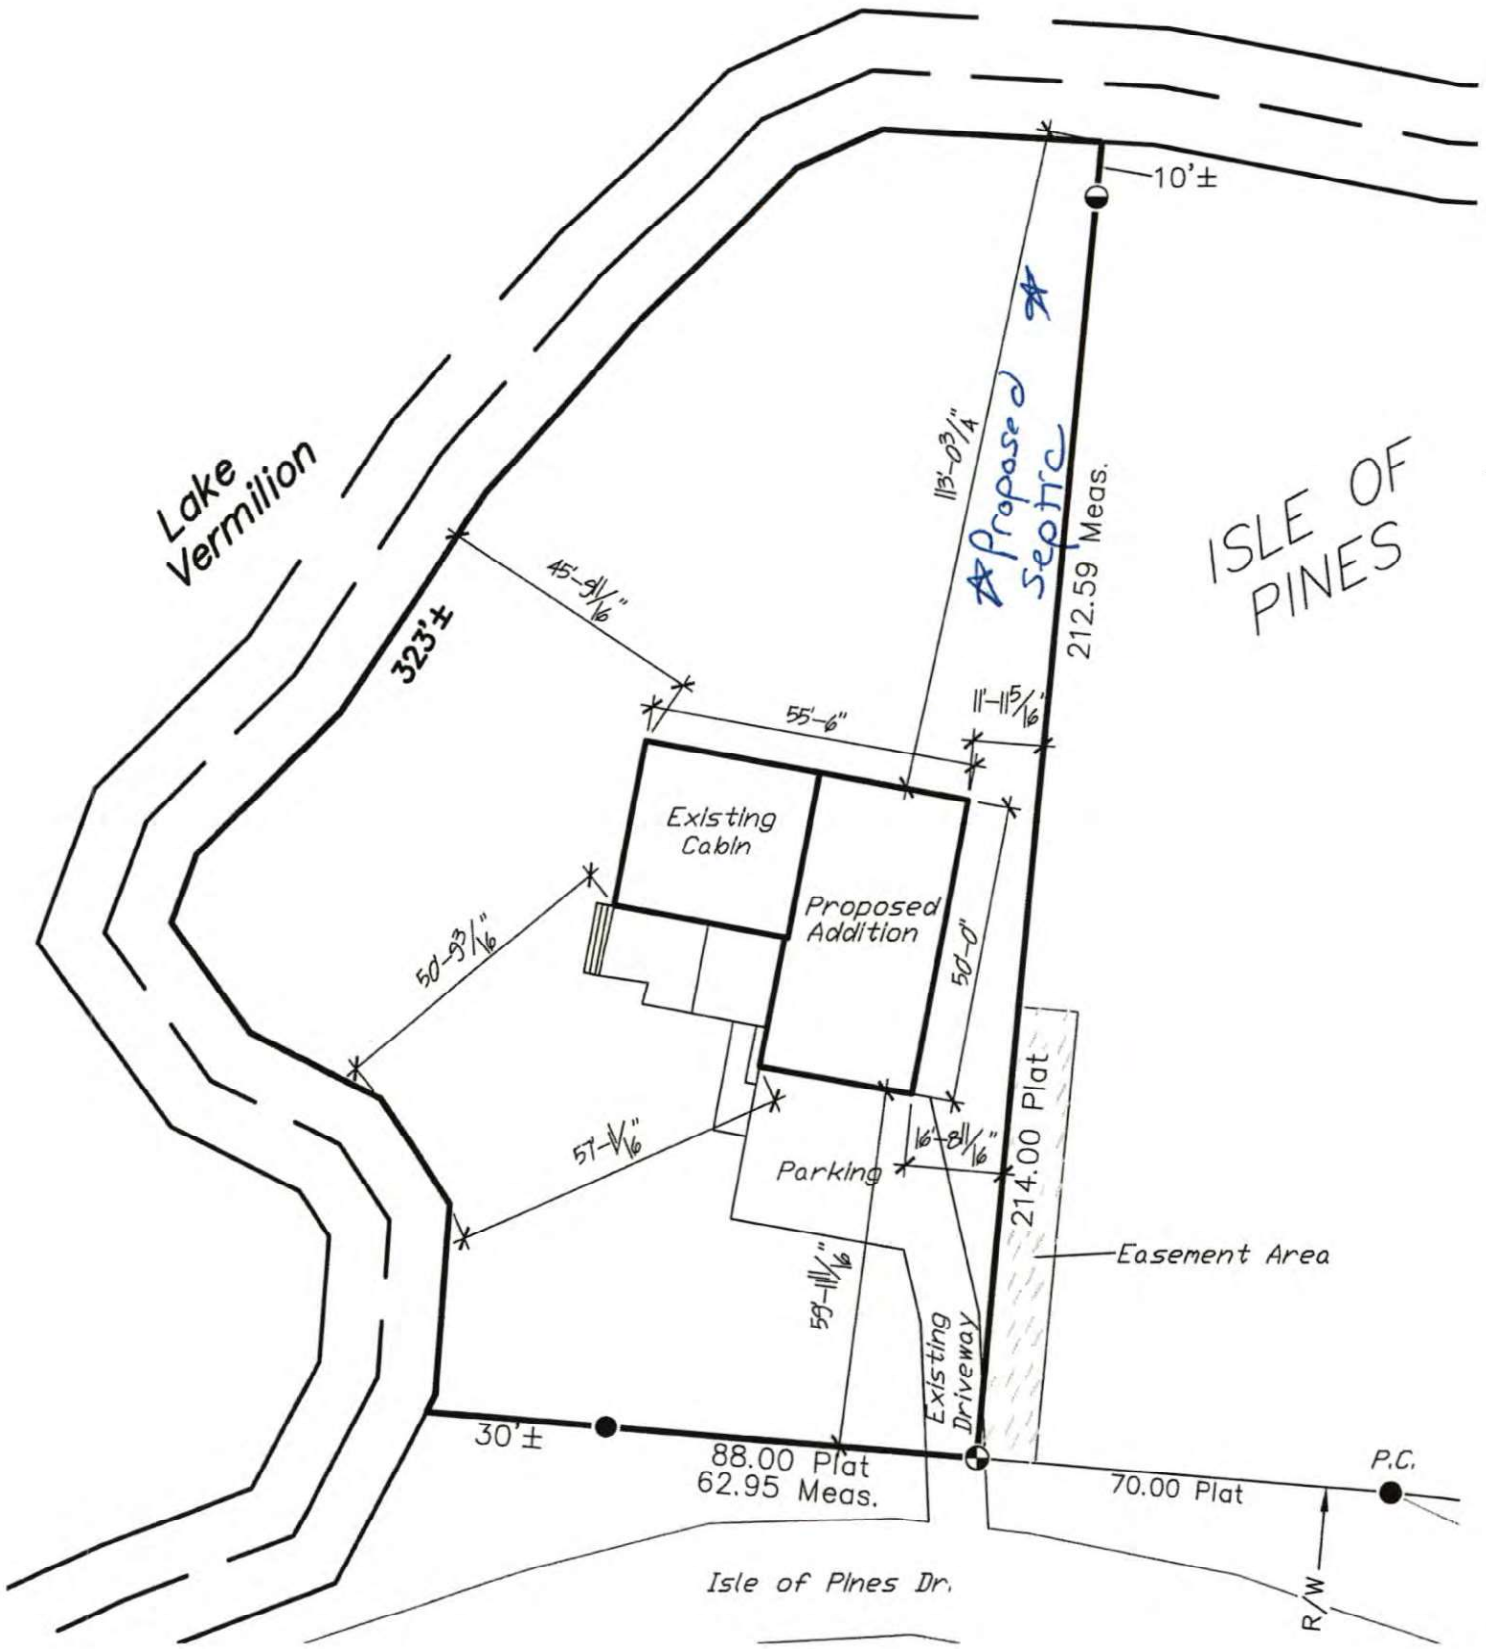 10'±
Lake
Vermilion
ISLE OF
PINES
113'-0 3/4"
☆Proposed ☆
Septic
212.59 Meas.
45'-9 11/16"
323'±
55'-6"
11'-11 5/16"
Existing
Cabin
Proposed
Addition
50'-0"
50'-9 3/16"
57'-1 1/16"
Parking
16'-8 11/16"
214.00 Plat
Easement Area
59'-11 11/16"
Existing
Driveway
30'±
88.00 Plat
62.95 Meas.
70.00 Plat
P.C.
Isle of Pines Dr.
R/W